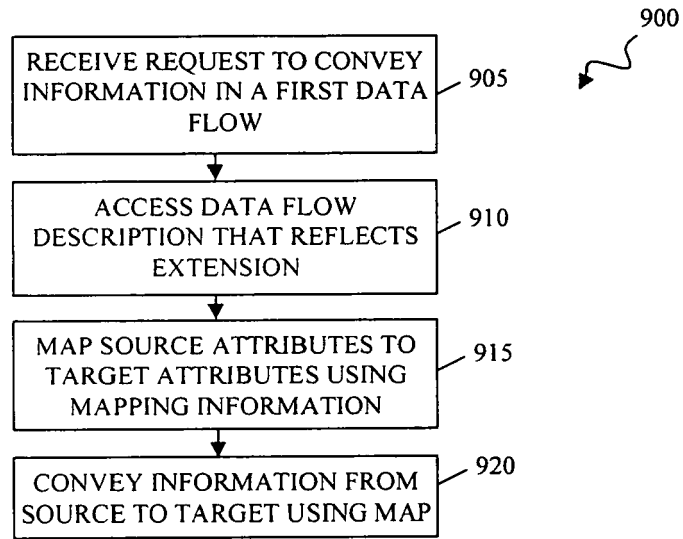 900
RECEIVE REQUEST TO CONVEY
INFORMATION IN A FIRST DATA
FLOW
905
ACCESS DATA FLOW
DESCRIPTION THAT REFLECTS
EXTENSION
910
MAP SOURCE ATTRIBUTES TO
TARGET ATTRIBUTES USING
MAPPING INFORMATION
915
CONVEY INFORMATION FROM
SOURCE TO TARGET USING MAP
920